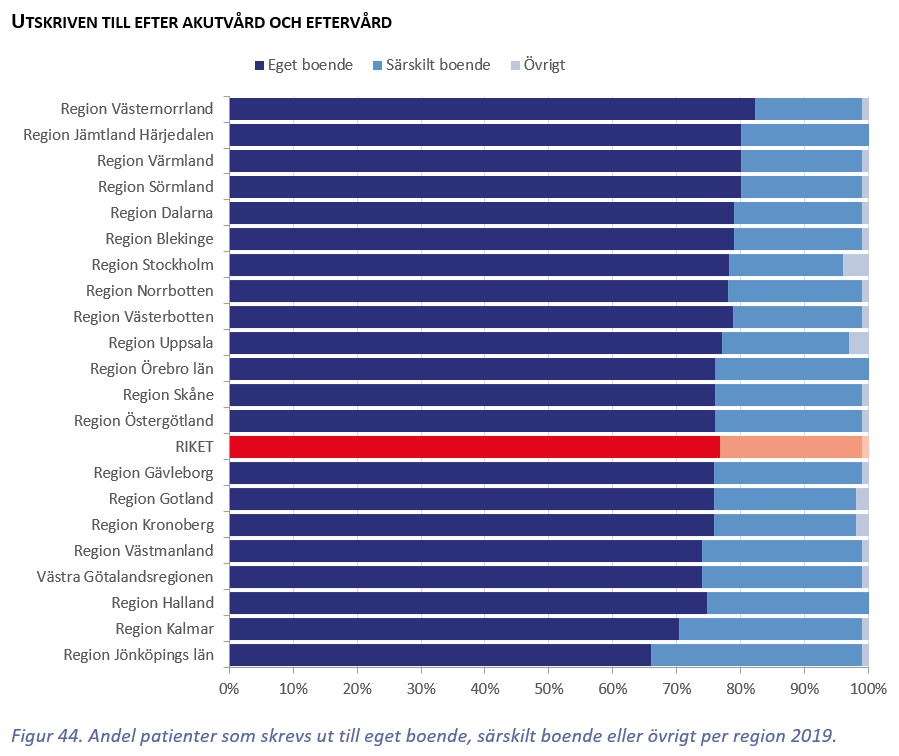 UTSKRIVEN TILL EFTER AKUTVÅRD OCH EFTERVÅRD
Eget boende Särskilt boende Övrigt
Region Västernorrland
Region Jämtland Härjedalen
Region Värmland
Region Sörmland
Region Dalarna
Region Blekinge
Region Stockholm
Region Norrbotten
Region Västerbotten
Region Uppsala
Region Örebro län
Region Skåne
Region Östergötland
RIKET
Region Gävleborg
Region Gotland
Region Kronoberg
Region Västmanland
Västra Götalandsregionen
Region Halland
Region Kalmar
Region Jönköpings län
0% 10% 20% 30% 40% 50% 60% 70% 80% 90% 100%
Figur 44. Andel patienter som skrevs ut till eget boende, särskilt boende eller övrigt per region 2019.